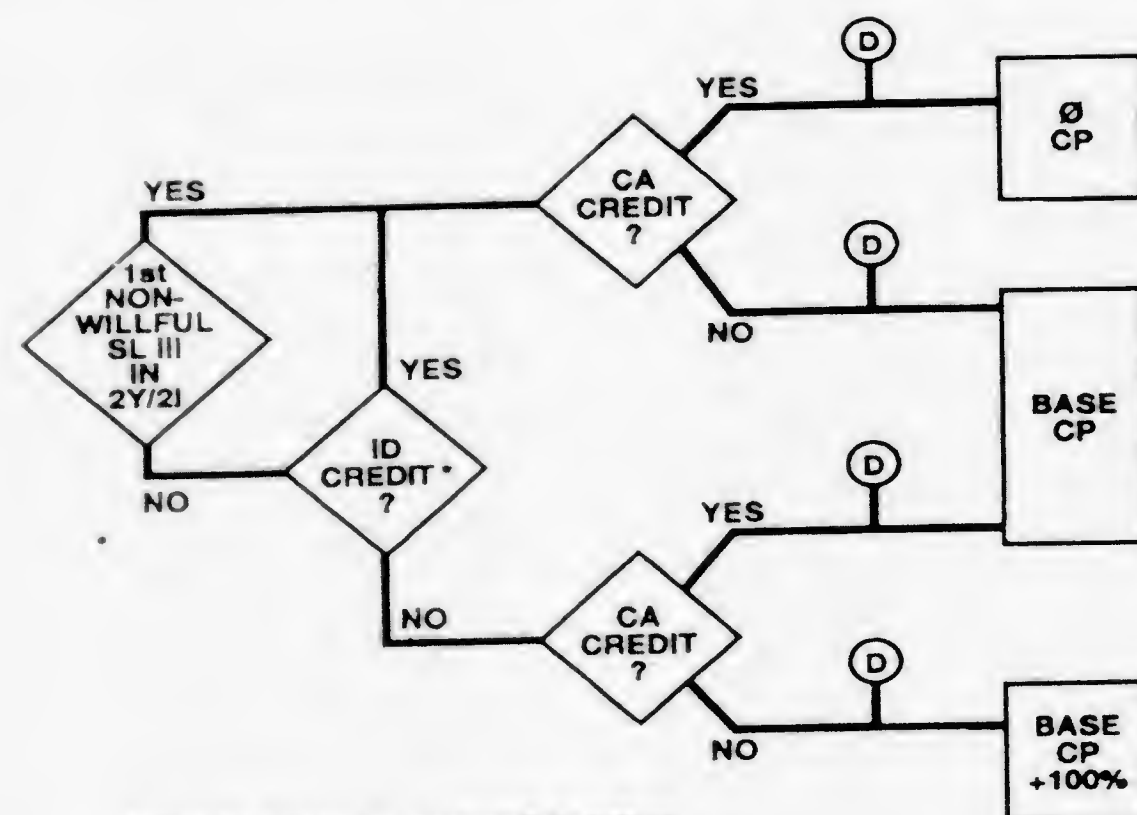 D
YES
Ø
CP
CA
CREDIT
?
YES
D
NO
1st
NON-
WILLFUL
SL III
IN
2Y/2I
YES
BASE
CP
NO
ID
CREDIT*
?
D
YES
NO
CA
CREDIT
?
D
NO
BASE
CP
+100%